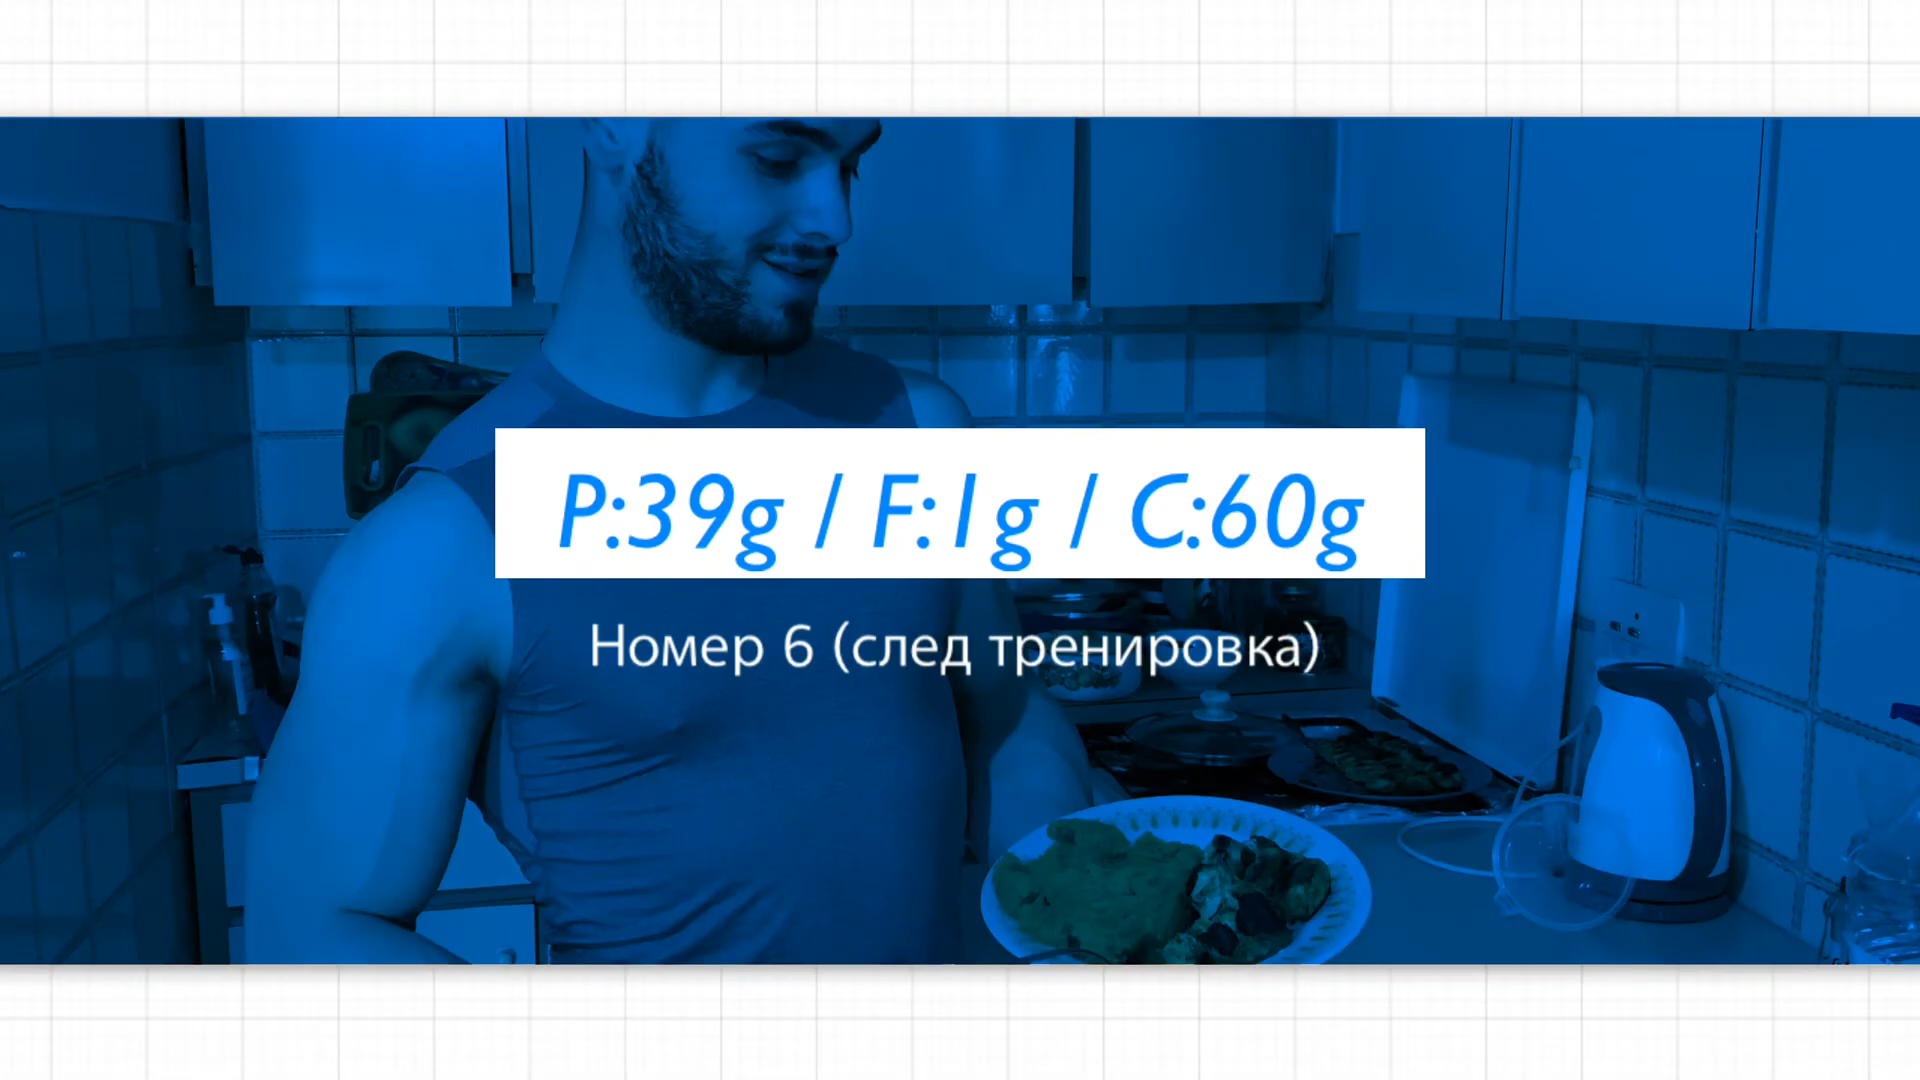 P:39g / F:1g / C:60g
Номер 6 (след тренировка)